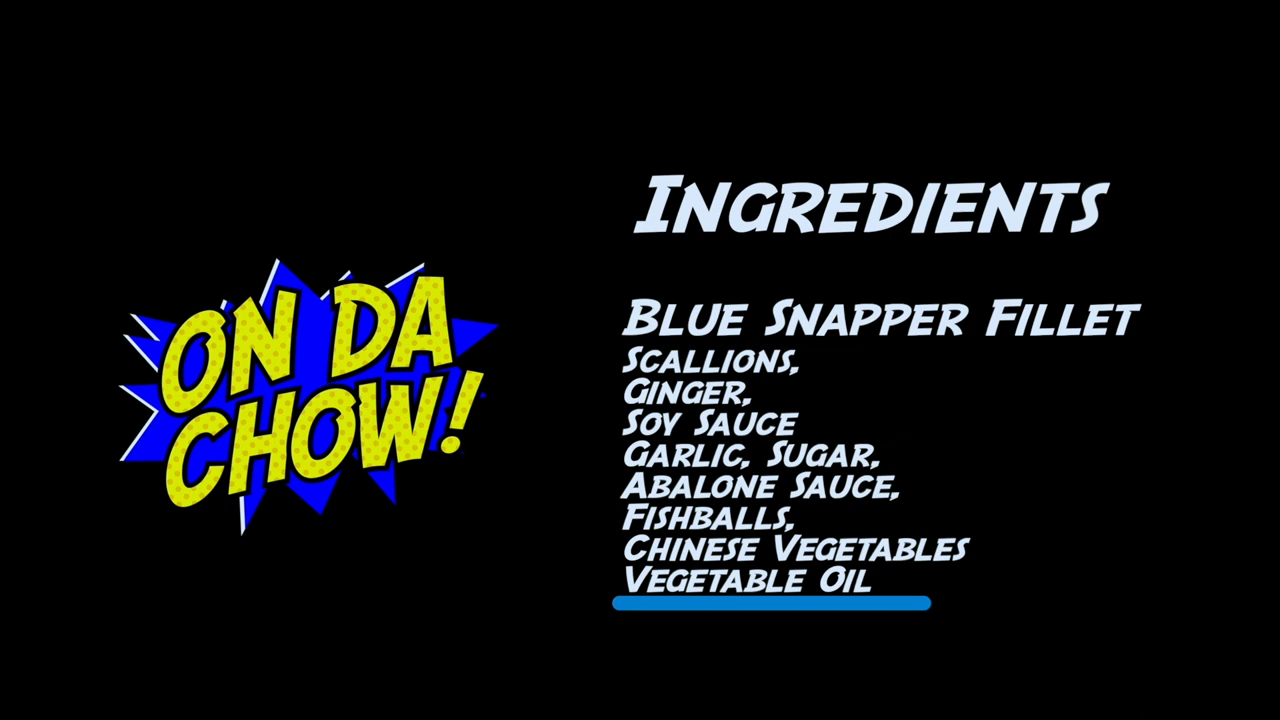 ON DA
CHOW!
INGREDIENTS
BLUE SNAPPER FILLET
SCALLIONS,
GINGER,
SOY SAUCE
GARLIC, SUGAR,
ABALONE SAUCE,
FISHBALLS,
CHINESE VEGETABLES
VEGETABLE OIL